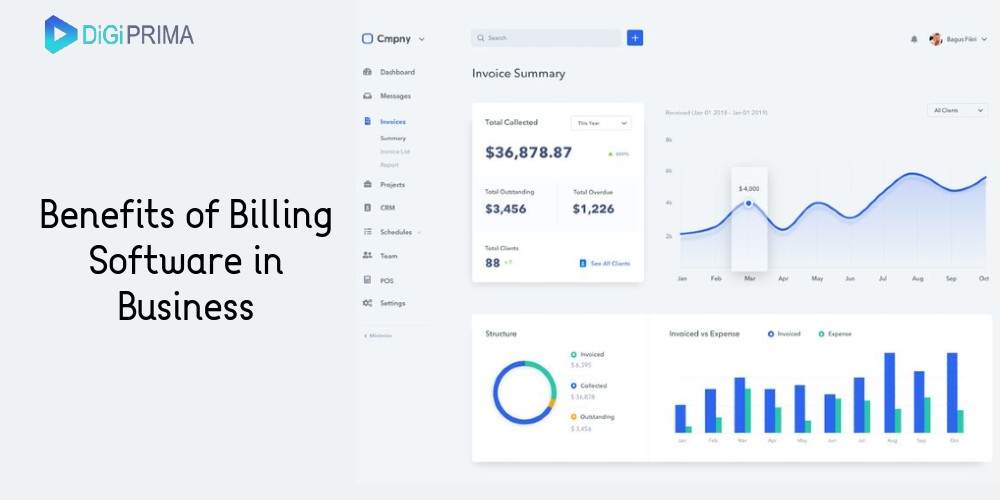 DiGiPRIMA
Benefits of Billing
Software in
Business
Cmpny
Search
+
Bagus Fikri
Dashboard
Messages
Invoices
Summary
Invoice List
Report
Projects
CRM
Schedules
Team
POS
Settings
Minimize
Invoice Summary
Total Collected
This Year
$36,878.87
Total Outstanding
Total Overdue
$3,456
$1,226
Total Clients
88
See All Clients
Received (Jan 01 2018 - Jan 01 2019)
All Clients
8k
6k
4k
2k
$4,000
Jan Feb Mar Apr May Jun Jul Aug Sep Oct
Structure
Invoiced
$6,395
Collected
$36,878
Outstanding
$3,456
Invoiced vs Expense
Invoiced
Expense
Jan Feb Mar Apr May Jun Jul Aug Sep Oct